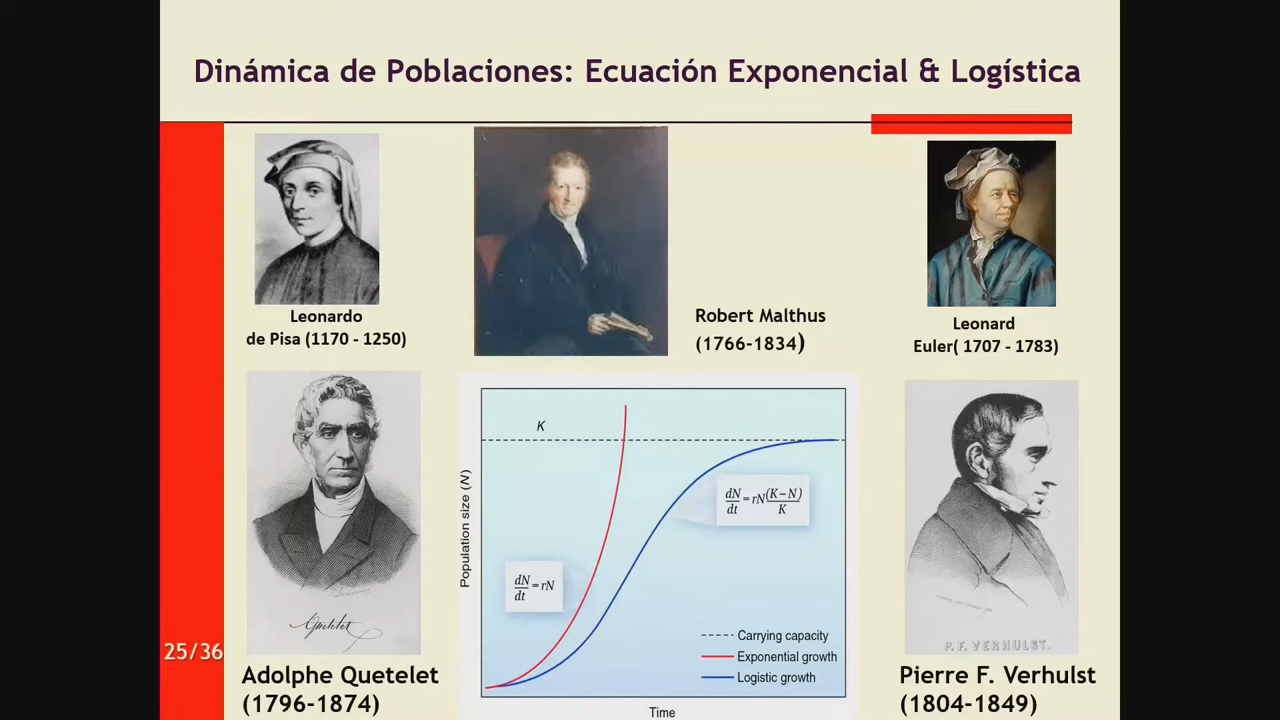 Dinámica de Poblaciones: Ecuación Exponencial & Logística
Leonardo
de Pisa (1170 - 1250)
Robert Malthus
(1766-1834)
Leonard
Euler( 1707 - 1783)
Quetelet
25/36
Adolphe Quetelet
(1796-1874)
K
Population size (N)
dN/dt = rN
dN/dt = rN(K−N)/K
Carrying capacity
Exponential growth
Logistic growth
Time
P.F. VERHULST.
Pierre F. Verhulst
(1804-1849)